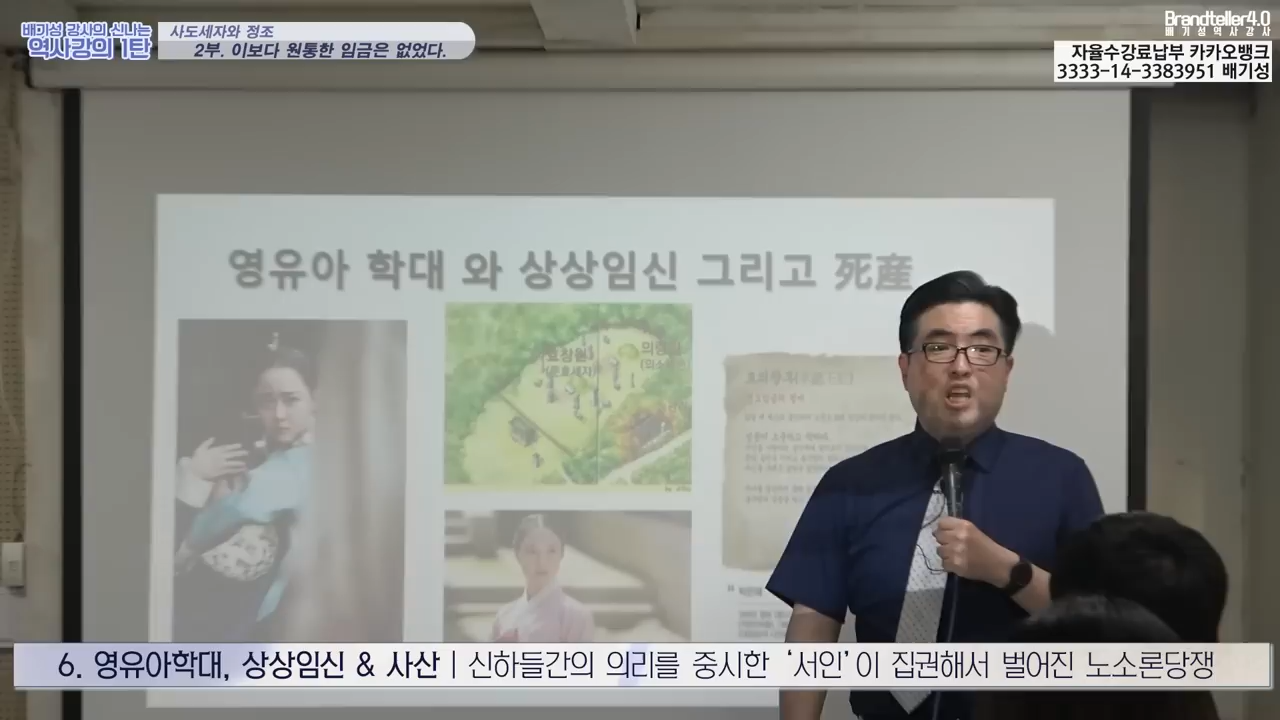 배기성 강사의 신나는
역사강의 1탄
사도세자와 정조
2부. 이보다 원통한 임금은 없었다.
Brandteller4.0
배기성역사강사
자율수강료납부 카카오뱅크
3333-14-3383951 배기성
영유아 학대 와 상상임신 그리고 死産
효창원
(문효세자)
6. 영유아학대, 상상임신 & 사산 | 신하들간의 의리를 중시한 ‘서인’이 집권해서 벌어진 노소론당쟁